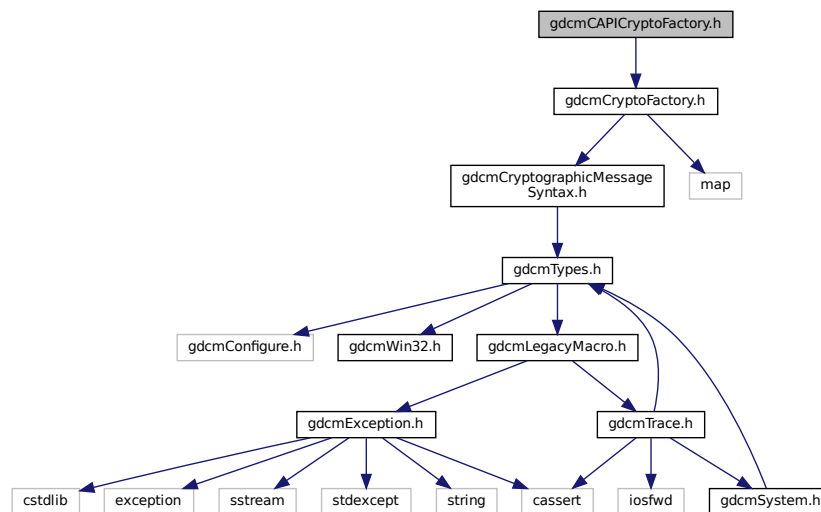 gdcmCAPICryptoFactory.h
gdcmCryptoFactory.h
gdcmCryptographicMessage
Syntax.h
map
gdcmTypes.h
gdcmConfigure.h
gdcmWin32.h
gdcmLegacyMacro.h
gdcmException.h
gdcmTrace.h
cstdlib
exception
sstream
stdexcept
string
cassert
iosfwd
gdcmSystem.h